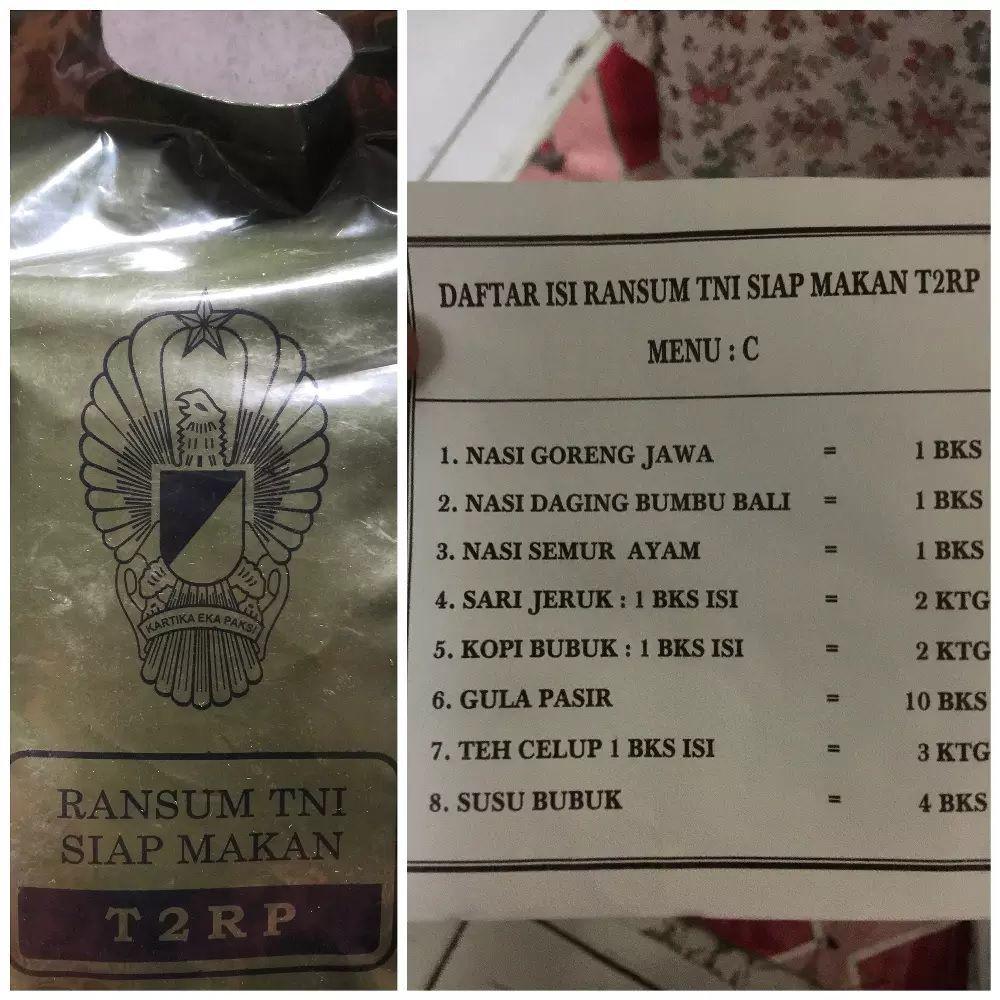 KARTIKA EKA PAKSI
RANSUM TNI
SIAP MAKAN
T2RP
DAFTAR ISI RANSUM TNI SIAP MAKAN T2RP
MENU : C
1. NASI GORENG JAWA = 1 BKS
2. NASI DAGING BUMBU BALI = 1 BKS
3. NASI SEMUR AYAM = 1 BKS
4. SARI JERUK : 1 BKS ISI = 2 KTG
5. KOPI BUBUK : 1 BKS ISI = 2 KTG
6. GULA PASIR = 10 BKS
7. TEH CELUP 1 BKS ISI = 3 KTG
8. SUSU BUBUK = 4 BKS